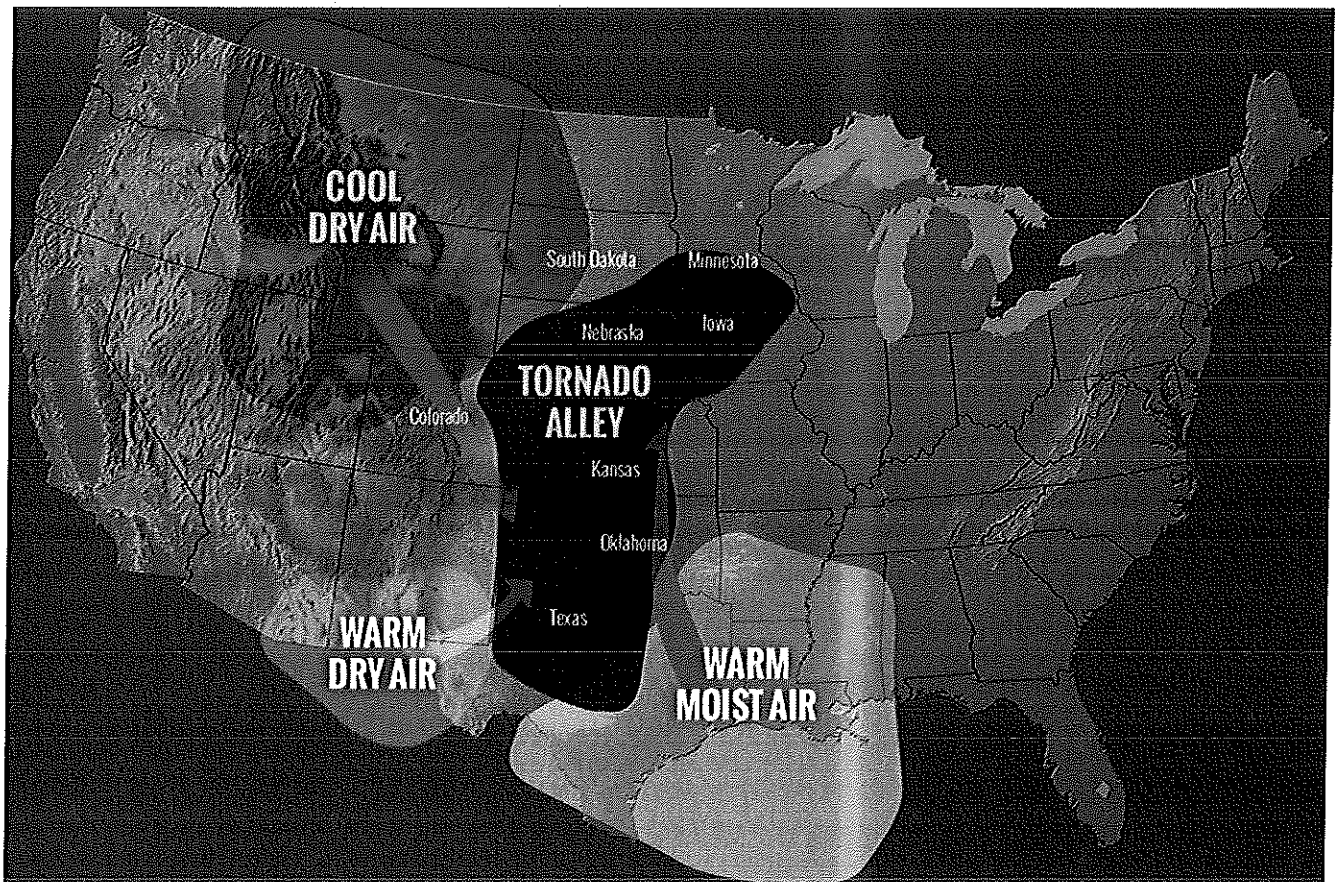 COOL
DRY AIR
South Dakota
Minnesota
Nebraska
Iowa
TORNADO
ALLEY
Colorado
Kansas
Oklahoma
Texas
WARM
DRY AIR
WARM
MOIST AIR